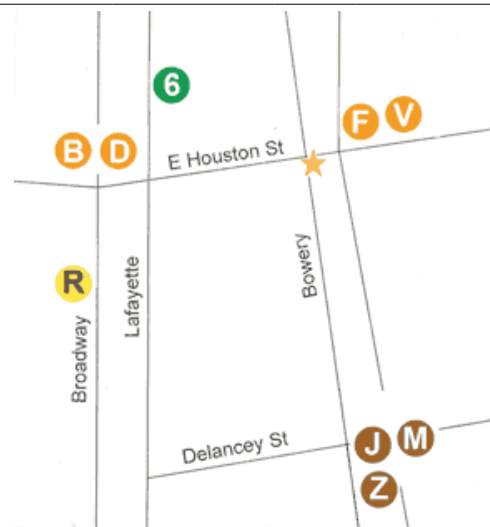 6
F V
B D
E Houston St
R
Lafayette
Bowery
Broadway
Delancey St
J M
Z